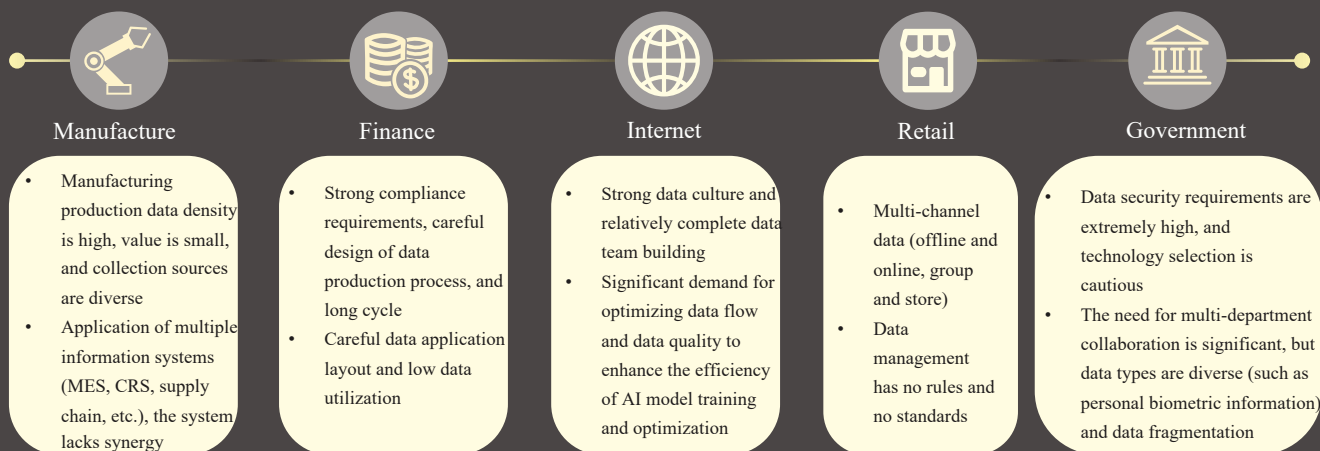 Manufacture
• Manufacturing
production data density
is high, value is small,
and collection sources
are diverse
• Application of multiple
information systems
(MES, CRS, supply
chain, etc.), the system
lacks synergy
Finance
• Strong compliance
requirements, careful
design of data
production process, and
long cycle
• Careful data application
layout and low data
utilization
Internet
• Strong data culture and
relatively complete data
team building
• Significant demand for
optimizing data flow
and data quality to
enhance the efficiency
of AI model training
and optimization
Retail
• Multi-channel
data (offline and
online, group
and store)
• Data
management
has no rules and
no standards
Government
• Data security requirements are
extremely high, and
technology selection is
cautious
• The need for multi-department
collaboration is significant, but
data types are diverse (such as
personal biometric information)
and data fragmentation